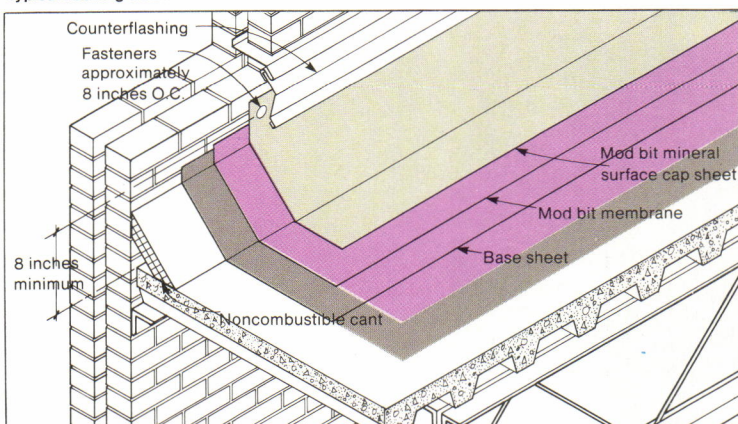 Counterflashing
Fasteners
approximately
8 inches O.C.
Mod bit mineral
surface cap sheet
Mod bit membrane
Base sheet
8 inches
minimum
Noncombustible cant